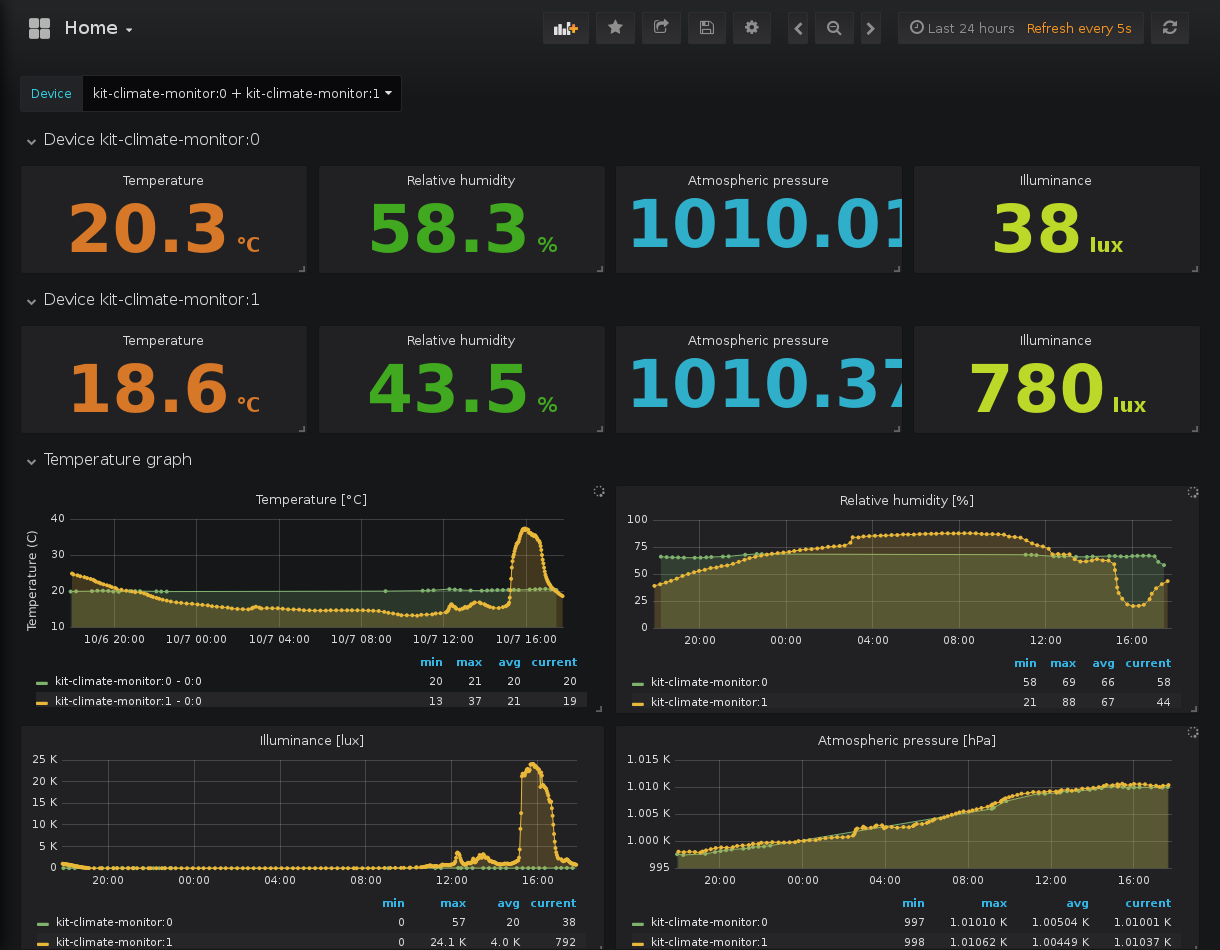 Home
Last 24 hours Refresh every 5s
Device kit-climate-monitor:0 + kit-climate-monitor:1
Device kit-climate-monitor:0
Temperature Relative humidity Atmospheric pressure Illuminance
20.3 °C 58.3 % 1010.01 38 lux
Device kit-climate-monitor:1
Temperature Relative humidity Atmospheric pressure Illuminance
18.6 °C 43.5 % 1010.37 780 lux
Temperature graph
Temperature [°C]
Temperature (C)
40
30
20
10
10/6 20:00 10/7 00:00 10/7 04:00 10/7 08:00 10/7 12:00 10/7 16:00
min max avg current
kit-climate-monitor:0 - 0:0 20 21 20 20
kit-climate-monitor:1 - 0:0 13 37 21 19
Relative humidity [%]
100
75
50
25
0
20:00 00:00 04:00 08:00 12:00 16:00
min max avg current
kit-climate-monitor:0 58 69 66 58
kit-climate-monitor:1 21 88 67 44
Illuminance [lux]
25 K
20 K
15 K
10 K
5 K
0
20:00 00:00 04:00 08:00 12:00 16:00
min max avg current
kit-climate-monitor:0 0 57 20 38
kit-climate-monitor:1 0 24.1 K 4.0 K 792
Atmospheric pressure [hPa]
1.015 K
1.010 K
1.005 K
1.000 K
995
20:00 00:00 04:00 08:00 12:00 16:00
min max avg current
kit-climate-monitor:0 997 1.01010 K 1.00504 K 1.01001 K
kit-climate-monitor:1 998 1.01062 K 1.00449 K 1.01037 K